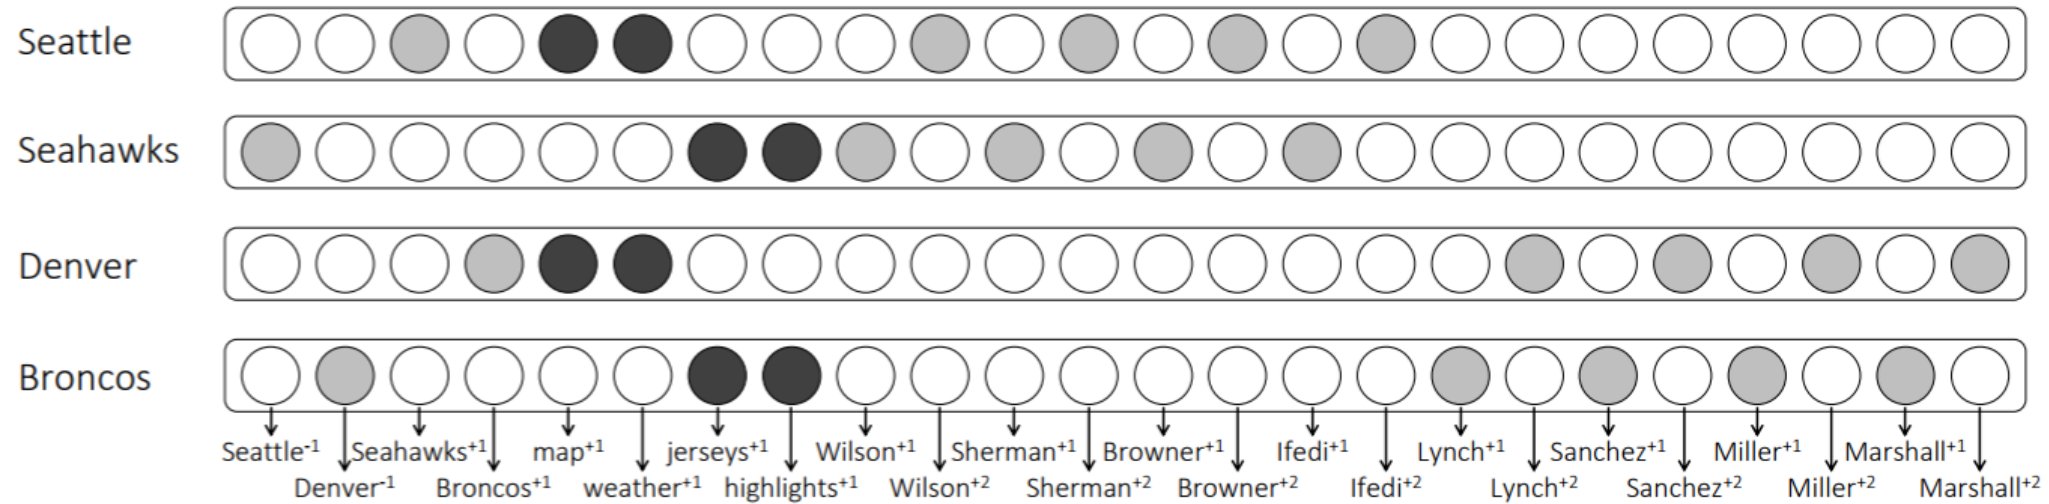 Seattle
Seahawks
Denver
Broncos
Seattle⁻¹ Seahawks⁺¹ map⁺¹ jerseys⁺¹ Wilson⁺¹ Sherman⁺¹ Browner⁺¹ Ifedi⁺¹ Lynch⁺¹ Sanchez⁺¹ Miller⁺¹ Marshall⁺¹
Denver⁻¹ Broncos⁺¹ weather⁺¹ highlights⁺¹ Wilson⁺² Sherman⁺² Browner⁺² Ifedi⁺² Lynch⁺² Sanchez⁺² Miller⁺² Marshall⁺²